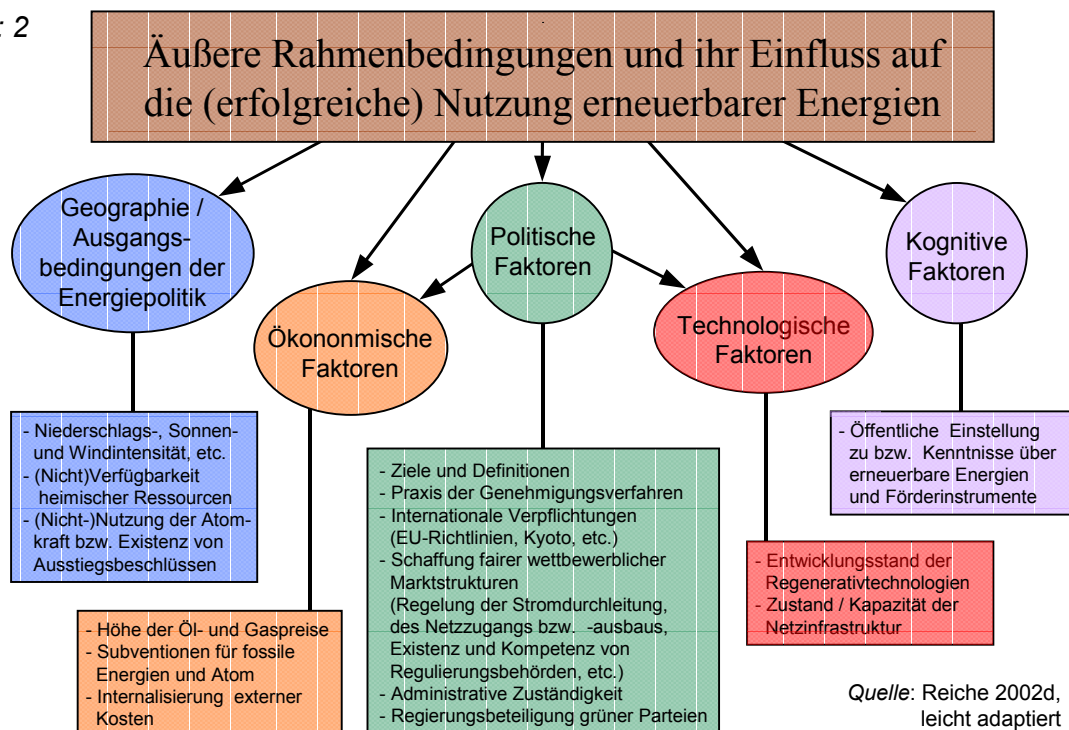 : 2
Äußere Rahmenbedingungen und ihr Einfluss auf
die (erfolgreiche) Nutzung erneuerbarer Energien
Geographie /
Ausgangs-
bedingungen der
Energiepolitik
Ökononmische
Faktoren
Politische
Faktoren
Technologische
Faktoren
Kognitive
Faktoren
- Niederschlags-, Sonnen-
und Windintensität, etc.
- (Nicht)Verfügbarkeit
heimischer Ressourcen
- (Nicht-)Nutzung der Atom-
kraft bzw. Existenz von
Ausstiegsbeschlüssen
- Höhe der Öl- und Gaspreise
- Subventionen für fossile
Energien und Atom
- Internalisierung externer
Kosten
- Ziele und Definitionen
- Praxis der Genehmigungsverfahren
- Internationale Verpflichtungen
(EU-Richtlinien, Kyoto, etc.)
- Schaffung fairer wettbewerblicher
Marktstrukturen
(Regelung der Stromdurchleitung,
des Netzzugangs bzw. -ausbaus,
Existenz und Kompetenz von
Regulierungsbehörden, etc.)
- Administrative Zuständigkeit
- Regierungsbeteiligung grüner Parteien
- Entwicklungsstand der
Regenerativtechnologien
- Zustand / Kapazität der
Netzinfrastruktur
- Öffentliche Einstellung
zu bzw. Kenntnisse über
erneuerbare Energien
und Förderinstrumente
Quelle: Reiche 2002d,
leicht adaptiert